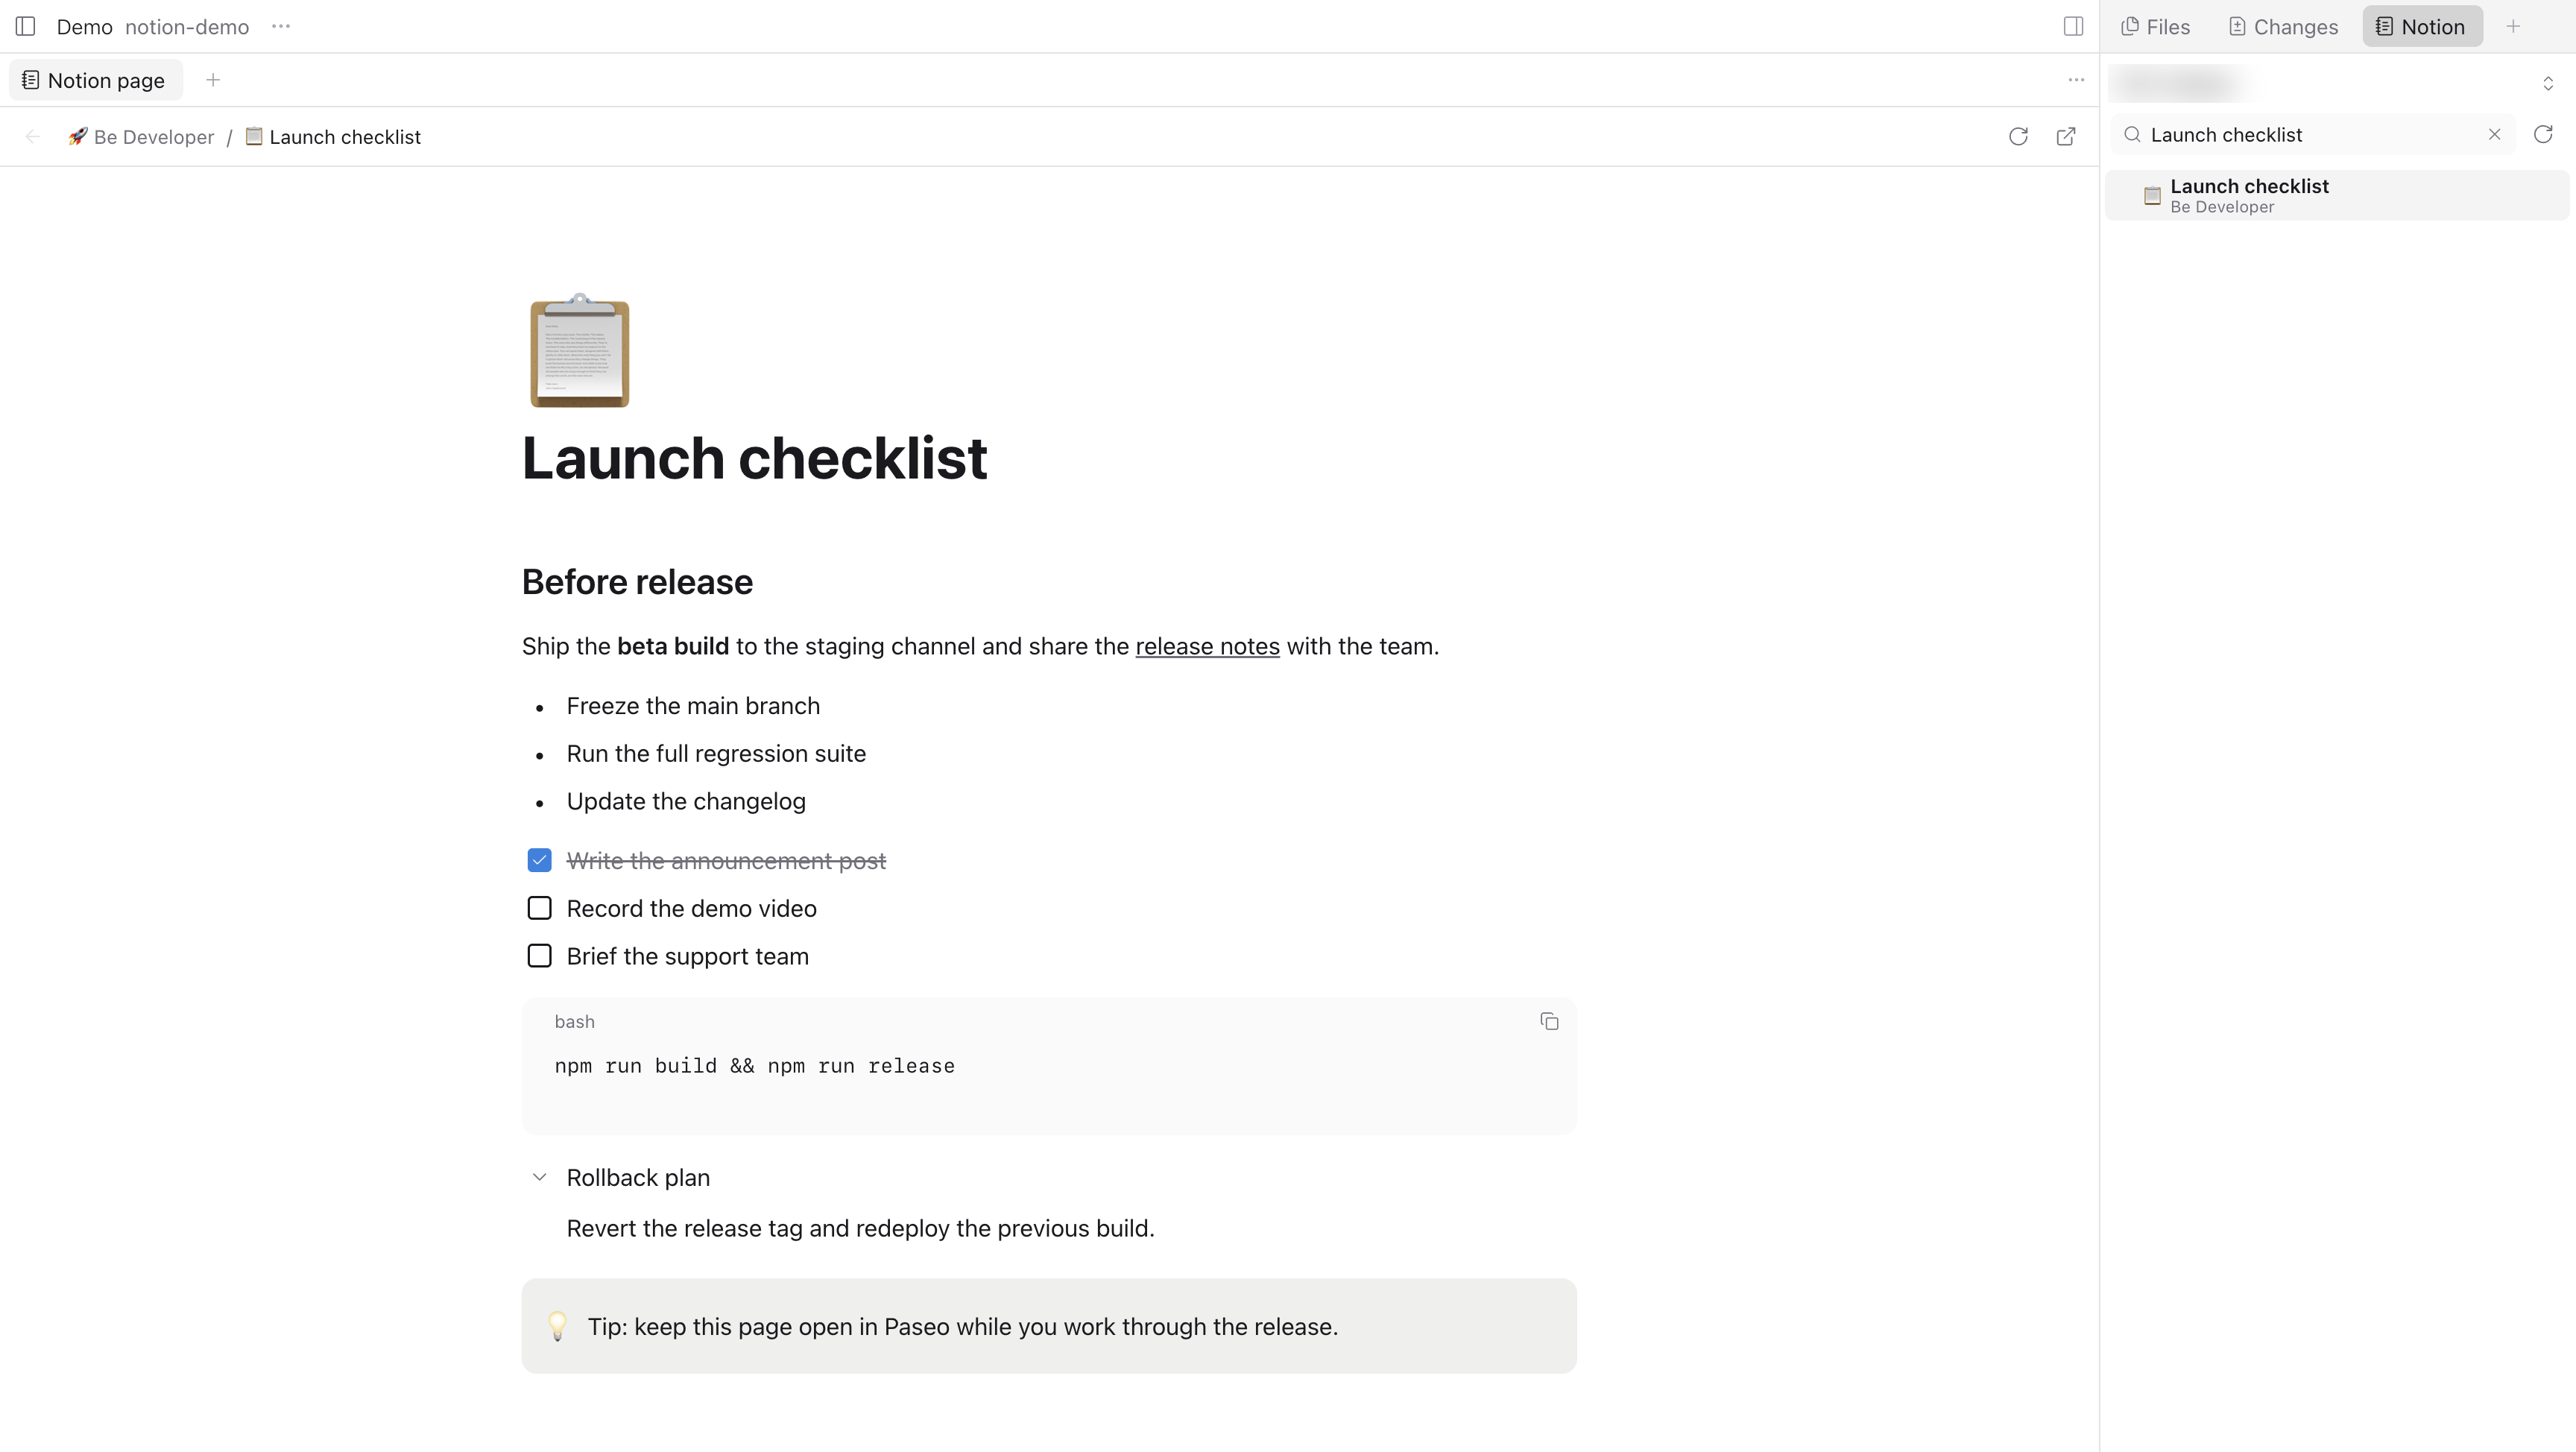 Demo notion-demo
Files Changes Notion
Notion page
🚀 Be Developer / 📋 Launch checklist
Launch checklist
Launch checklist
Be Developer
Launch checklist
Before release
Ship the beta build to the staging channel and share the release notes with the team.
• Freeze the main branch
• Run the full regression suite
• Update the changelog
Write the announcement post
Record the demo video
Brief the support team
bash
npm run build && npm run release
Rollback plan
Revert the release tag and redeploy the previous build.
💡 Tip: keep this page open in Paseo while you work through the release.